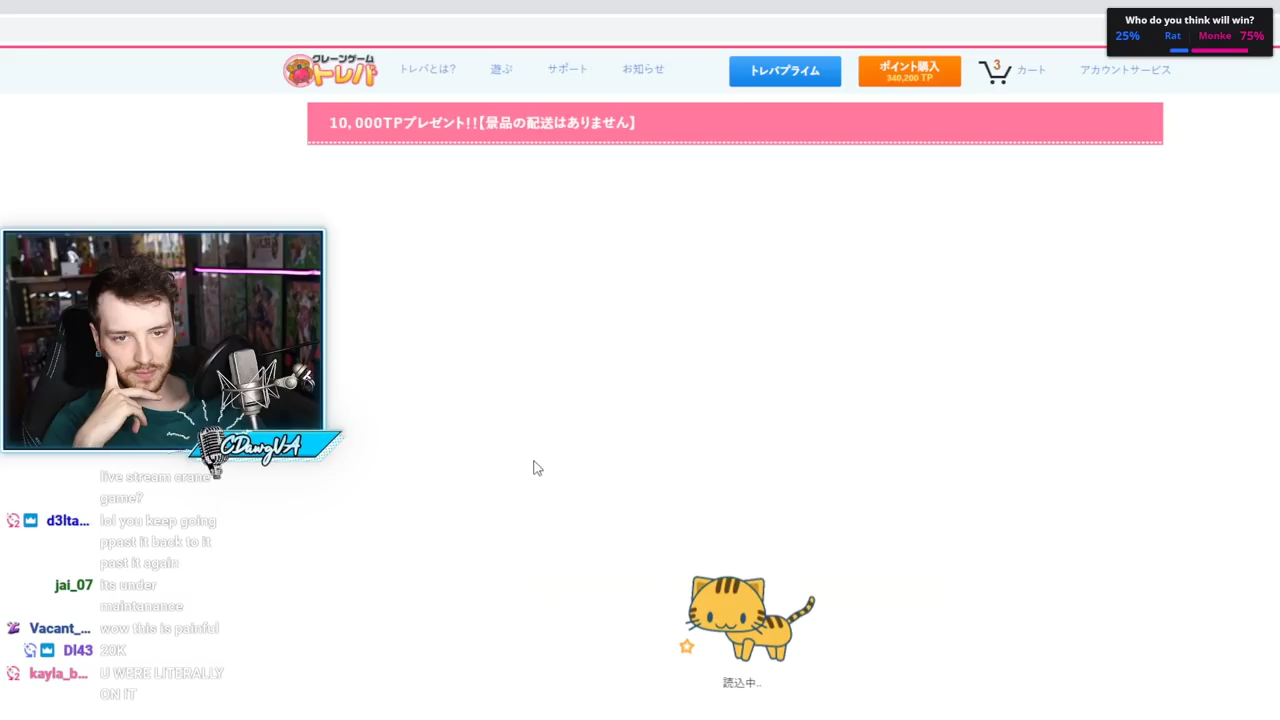 Who do you think will win?
25% Rat Monke 75%
クレーンゲーム
トレバ
トレバとは?
遊ぶ
サポート
お知らせ
トレバプライム
ポイント購入
340,200 TP
3
カート
アカウントサービス
10,000TPプレゼント!!【景品の配送はありません】
CDawgVA
live stream crane
game?
d3lta... lol you keep going
ppast it back to it
past it again
jai_07 its under
maintanance
Vacant_... wow this is painful
Dl43 20K
kayla_b... U WERE LITERALLY
ON IT
読込中..